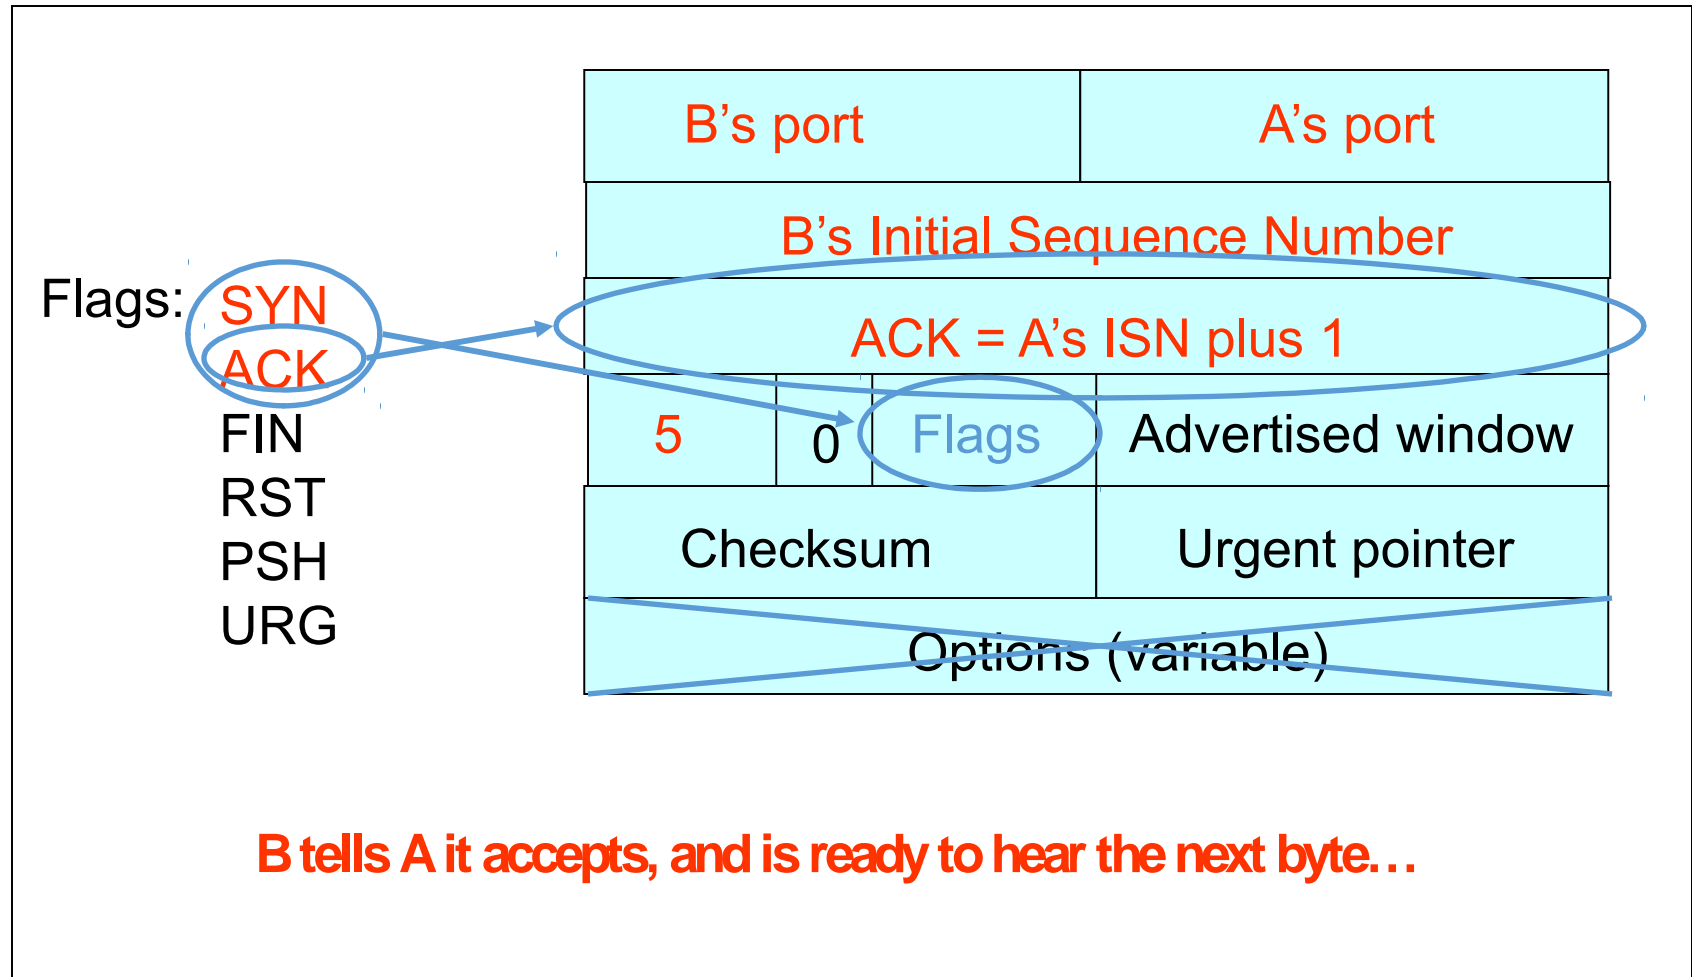 B’s port
A’s port
B’s Initial Sequence Number
Flags:
SYN
ACK
FIN
RST
PSH
URG
ACK = A’s ISN plus 1
5
0
Flags
Advertised window
Checksum
Urgent pointer
Options (variable)
B tells A it accepts, and is ready to hear the next byte…